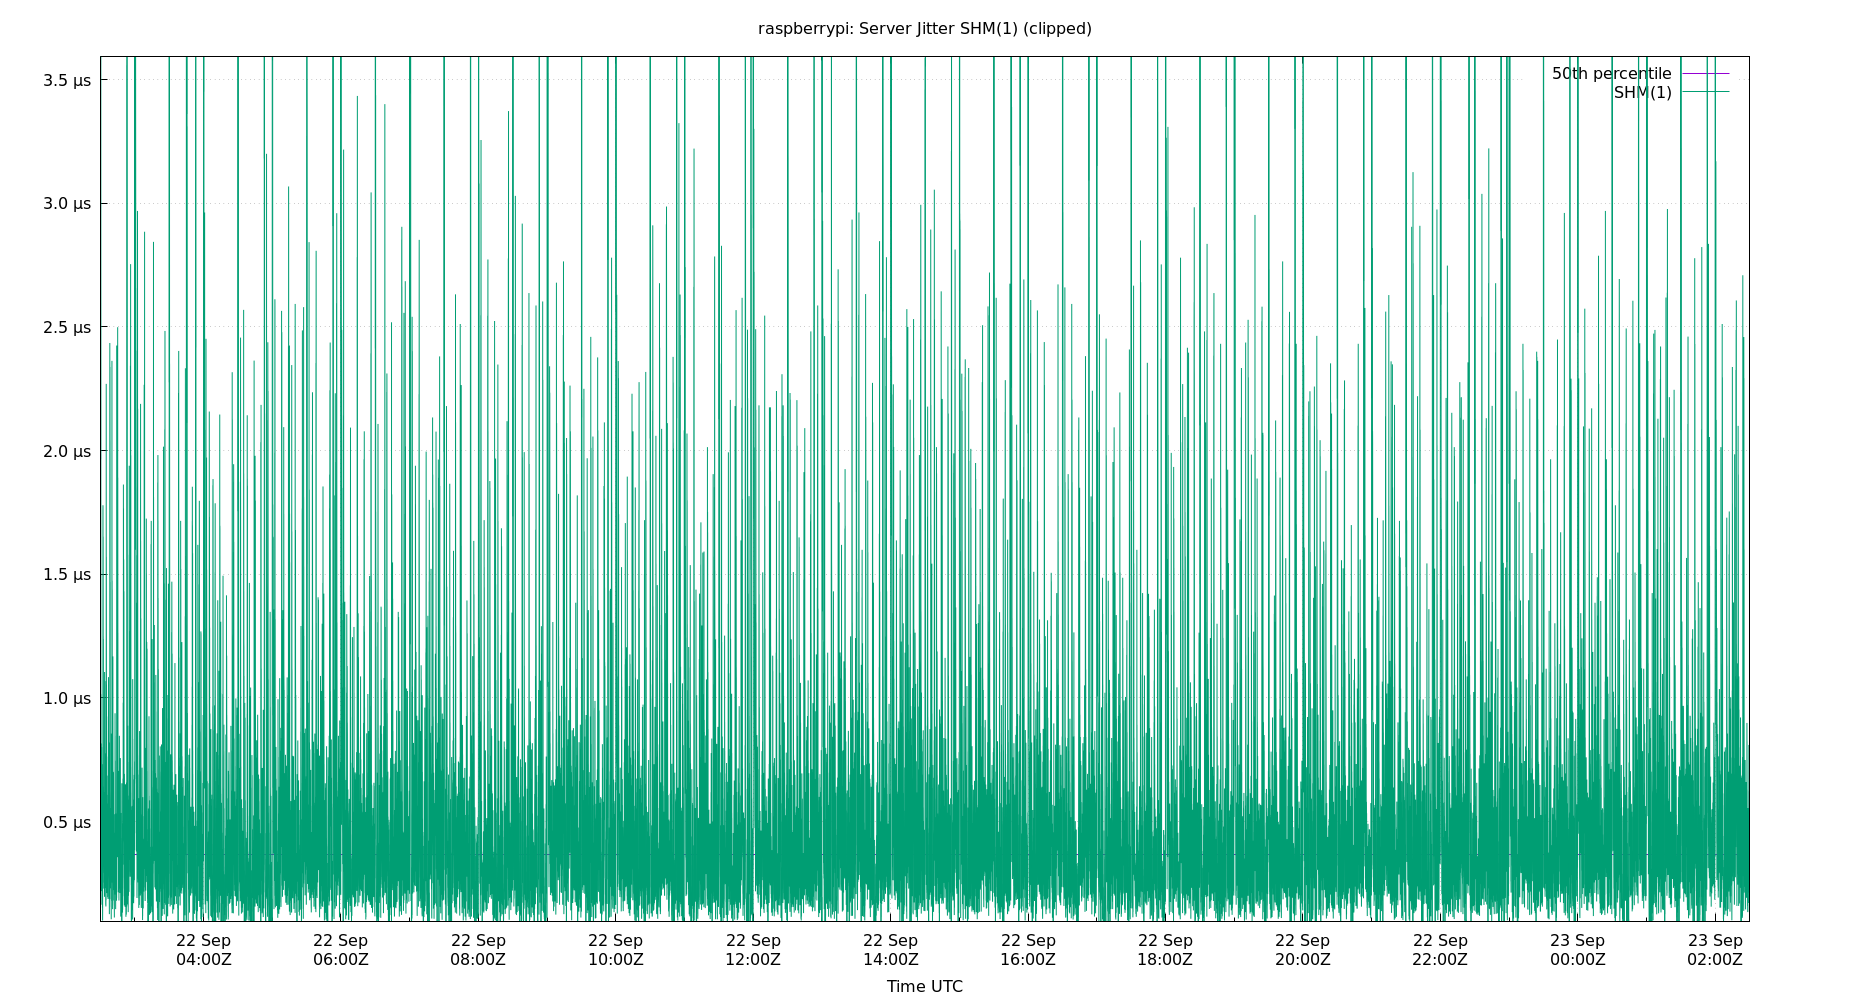 raspberrypi: Server Jitter SHM(1) (clipped)
3.5 µs
3.0 µs
2.5 µs
2.0 µs
1.5 µs
1.0 µs
0.5 µs
50th percentile
SHM(1)
22 Sep 22 Sep 22 Sep 22 Sep 22 Sep 22 Sep 22 Sep 22 Sep 22 Sep 22 Sep 23 Sep 23 Sep
04:00Z 06:00Z 08:00Z 10:00Z 12:00Z 14:00Z 16:00Z 18:00Z 20:00Z 22:00Z 00:00Z 02:00Z
Time UTC